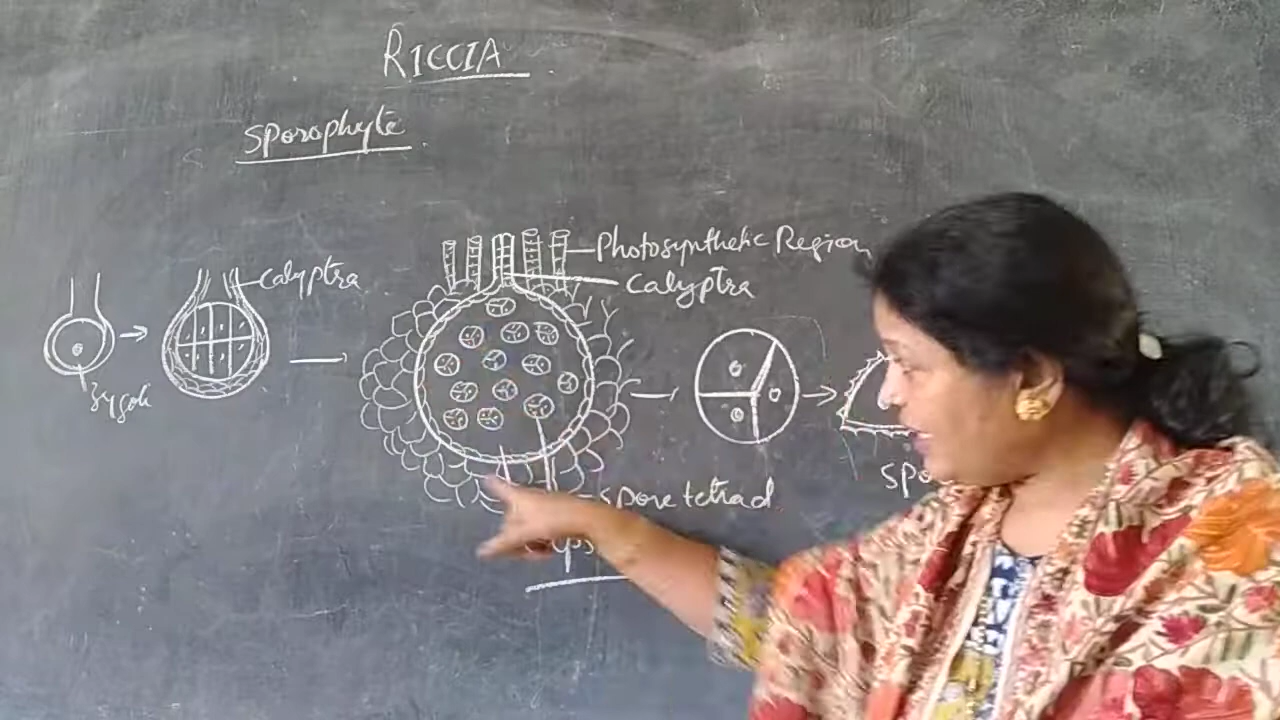 RICCIA
Sporophyte
Photosynthetic Region
Calyptra
Calyptra
Spore tetrad